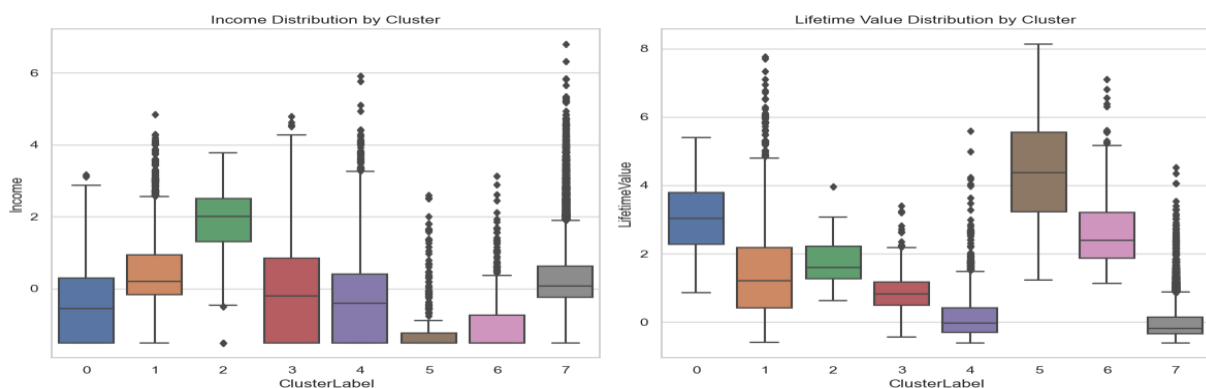 Income Distribution by Cluster
6
4
2
0
Income
0 1 2 3 4 5 6 7
ClusterLabel
Lifetime Value Distribution by Cluster
8
6
4
2
0
LifetimeValue
0 1 2 3 4 5 6 7
ClusterLabel